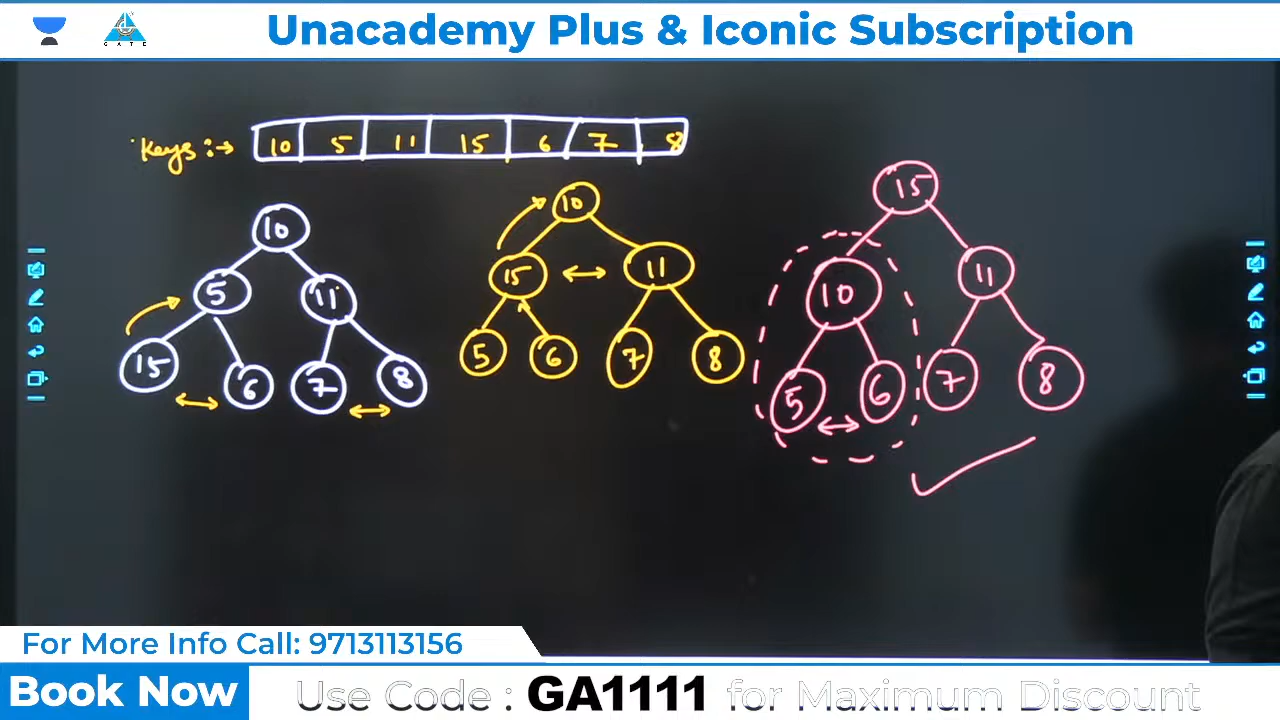 Unacademy Plus & Iconic Subscription
GATE
Keys :→ 10 5 11 15 6 7 8
10
5 11
15 6 7 8
10
15 11
5 6 7 8
15
10 11
5 6 7 8
For More Info Call: 9713113156
Book Now
Use Code : GA1111 for Maximum Discount